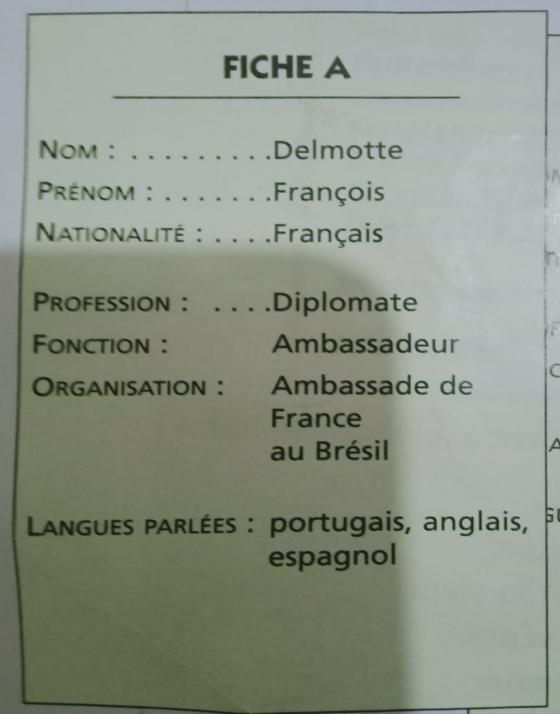 FICHE A
NOM : . . . . . . . . . .Delmotte
PRÉNOM : . . . . . . .François
NATIONALITÉ : . . . .Français
PROFESSION : . . . .Diplomate
FONCTION : Ambassadeur
ORGANISATION : Ambassade de
France
au Brésil
LANGUES PARLÉES : portugais, anglais,
espagnol